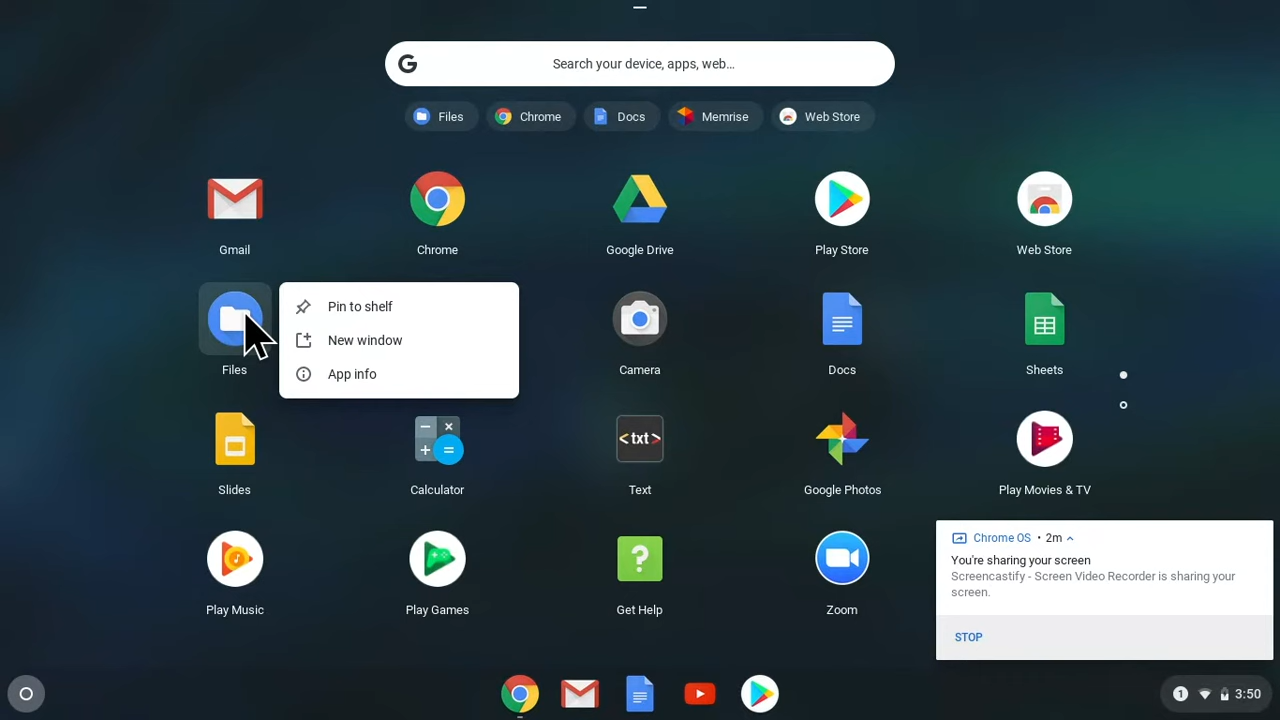 Search your device, apps, web...
Files
Chrome
Docs
Memrise
Web Store
Gmail
Chrome
Google Drive
Play Store
Web Store
Files
Pin to shelf
New window
App info
Camera
Docs
Sheets
Slides
Calculator
<txt>
Text
Google Photos
Play Movies & TV
Play Music
Play Games
?
Get Help
Zoom
Chrome OS • 2m
You're sharing your screen
Screencastify - Screen Video Recorder is sharing your
screen.
STOP
1
3:50